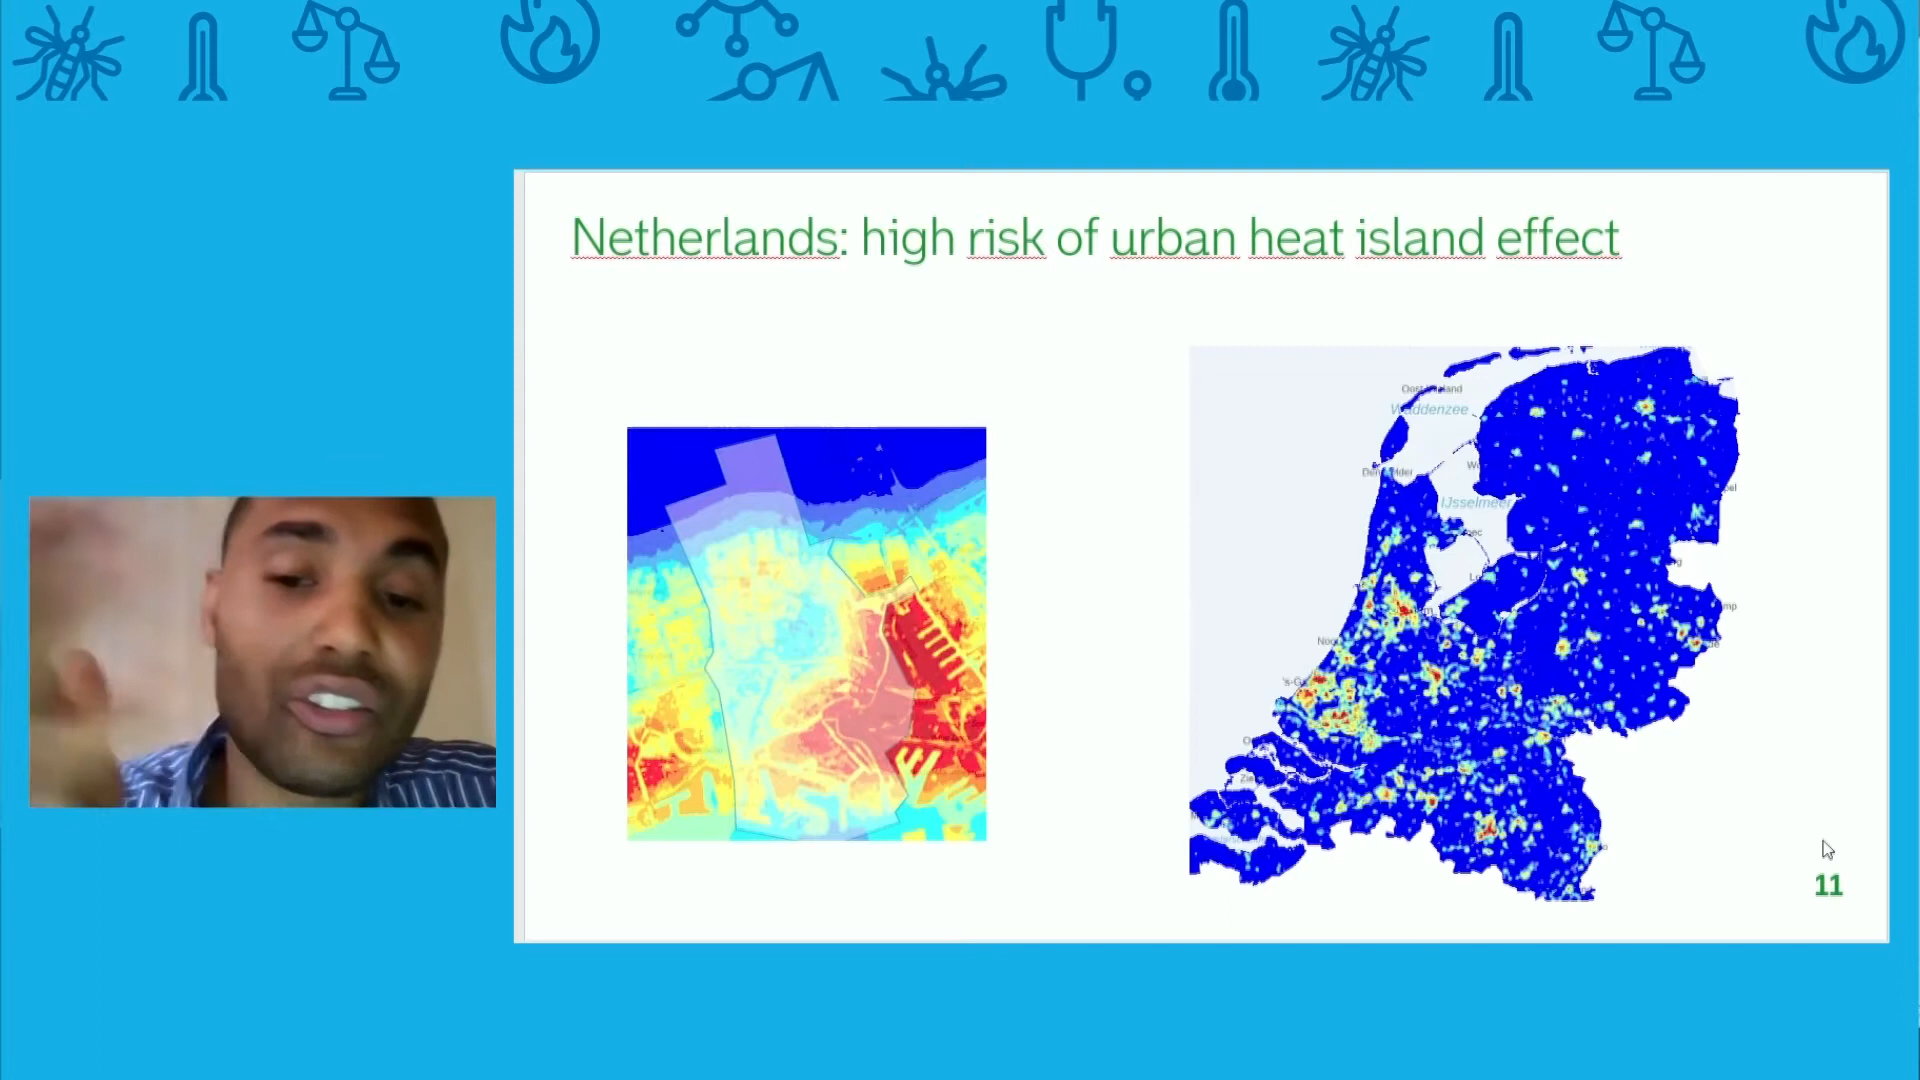 Netherlands: high risk of urban heat island effect
Waddenzee
IJsselmeer
11